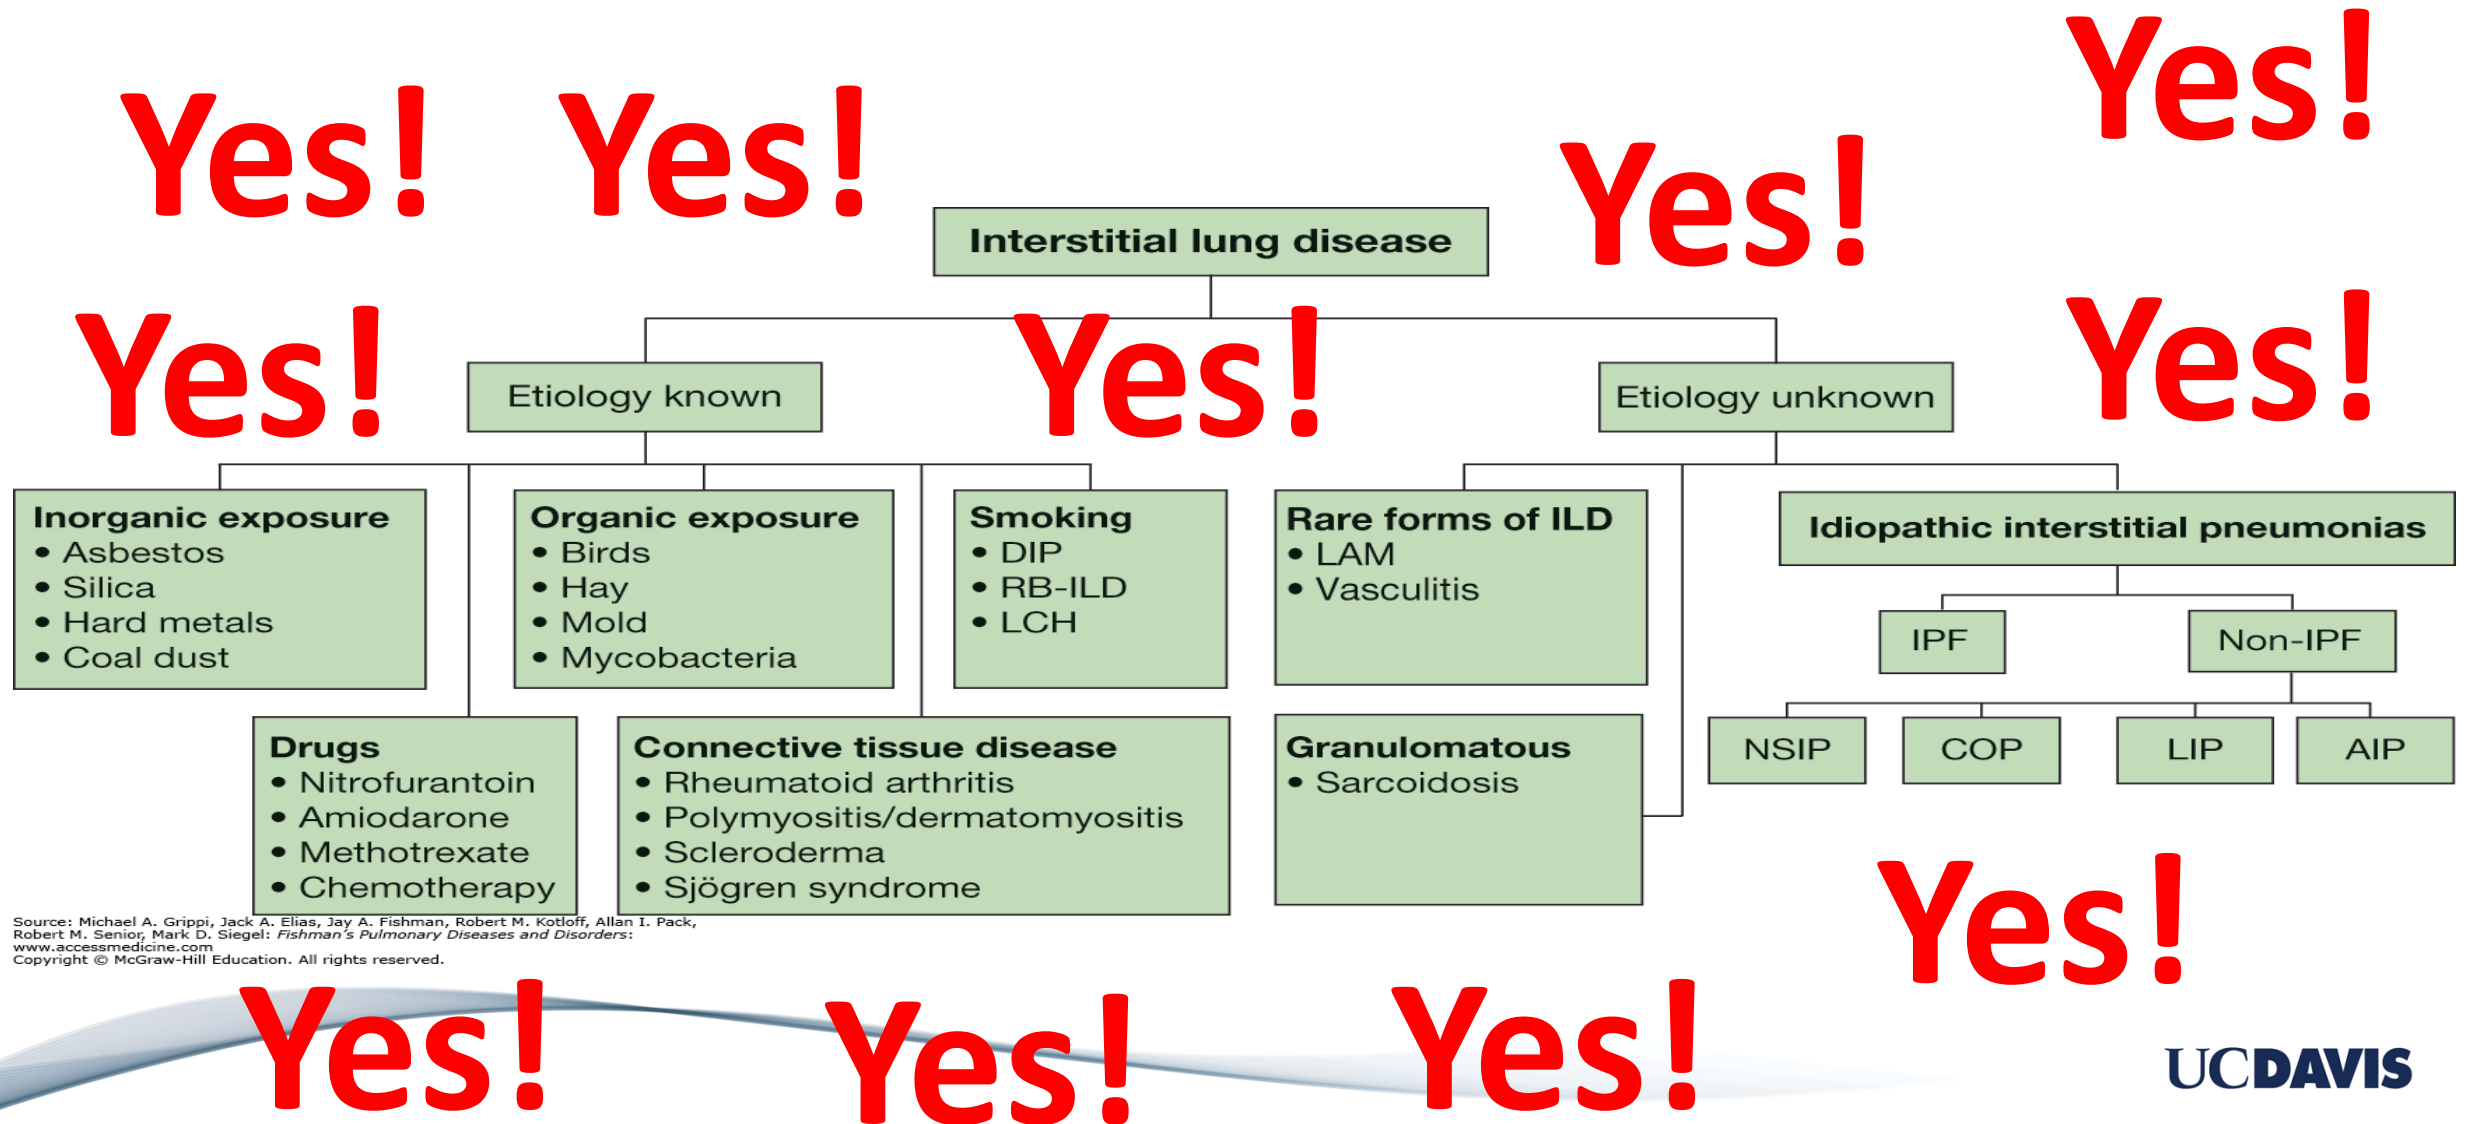 Yes!
Yes!
Yes!
Yes!
Interstitial lung disease
Yes!
Yes!
Yes!
Etiology known
Etiology unknown
Inorganic exposure
• Asbestos
• Silica
• Hard metals
• Coal dust
Organic exposure
• Birds
• Hay
• Mold
• Mycobacteria
Smoking
• DIP
• RB-ILD
• LCH
Rare forms of ILD
• LAM
• Vasculitis
Idiopathic interstitial pneumonias
IPF
Non-IPF
Drugs
• Nitrofurantoin
• Amiodarone
• Methotrexate
• Chemotherapy
Connective tissue disease
• Rheumatoid arthritis
• Polymyositis/dermatomyositis
• Scleroderma
• Sjögren syndrome
Granulomatous
• Sarcoidosis
NSIP
COP
LIP
AIP
Source: Michael A. Grippi, Jack A. Elias, Jay A. Fishman, Robert M. Kotloff, Allan I. Pack,
Robert M. Senior, Mark D. Siegel: Fishman's Pulmonary Diseases and Disorders:
www.accessmedicine.com
Copyright © McGraw-Hill Education. All rights reserved.
Yes!
Yes!
Yes!
Yes!
UCDAVIS